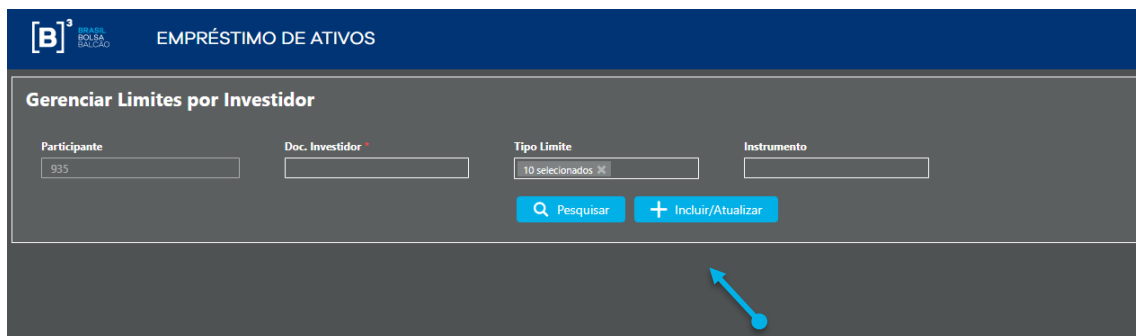 [B]³ BRASIL
BOLSA
BALCÃO
EMPRÉSTIMO DE ATIVOS
Gerenciar Limites por Investidor
Participante
Doc. Investidor *
Tipo Limite
Instrumento
935
10 selecionados ×
Pesquisar
Incluir/Atualizar